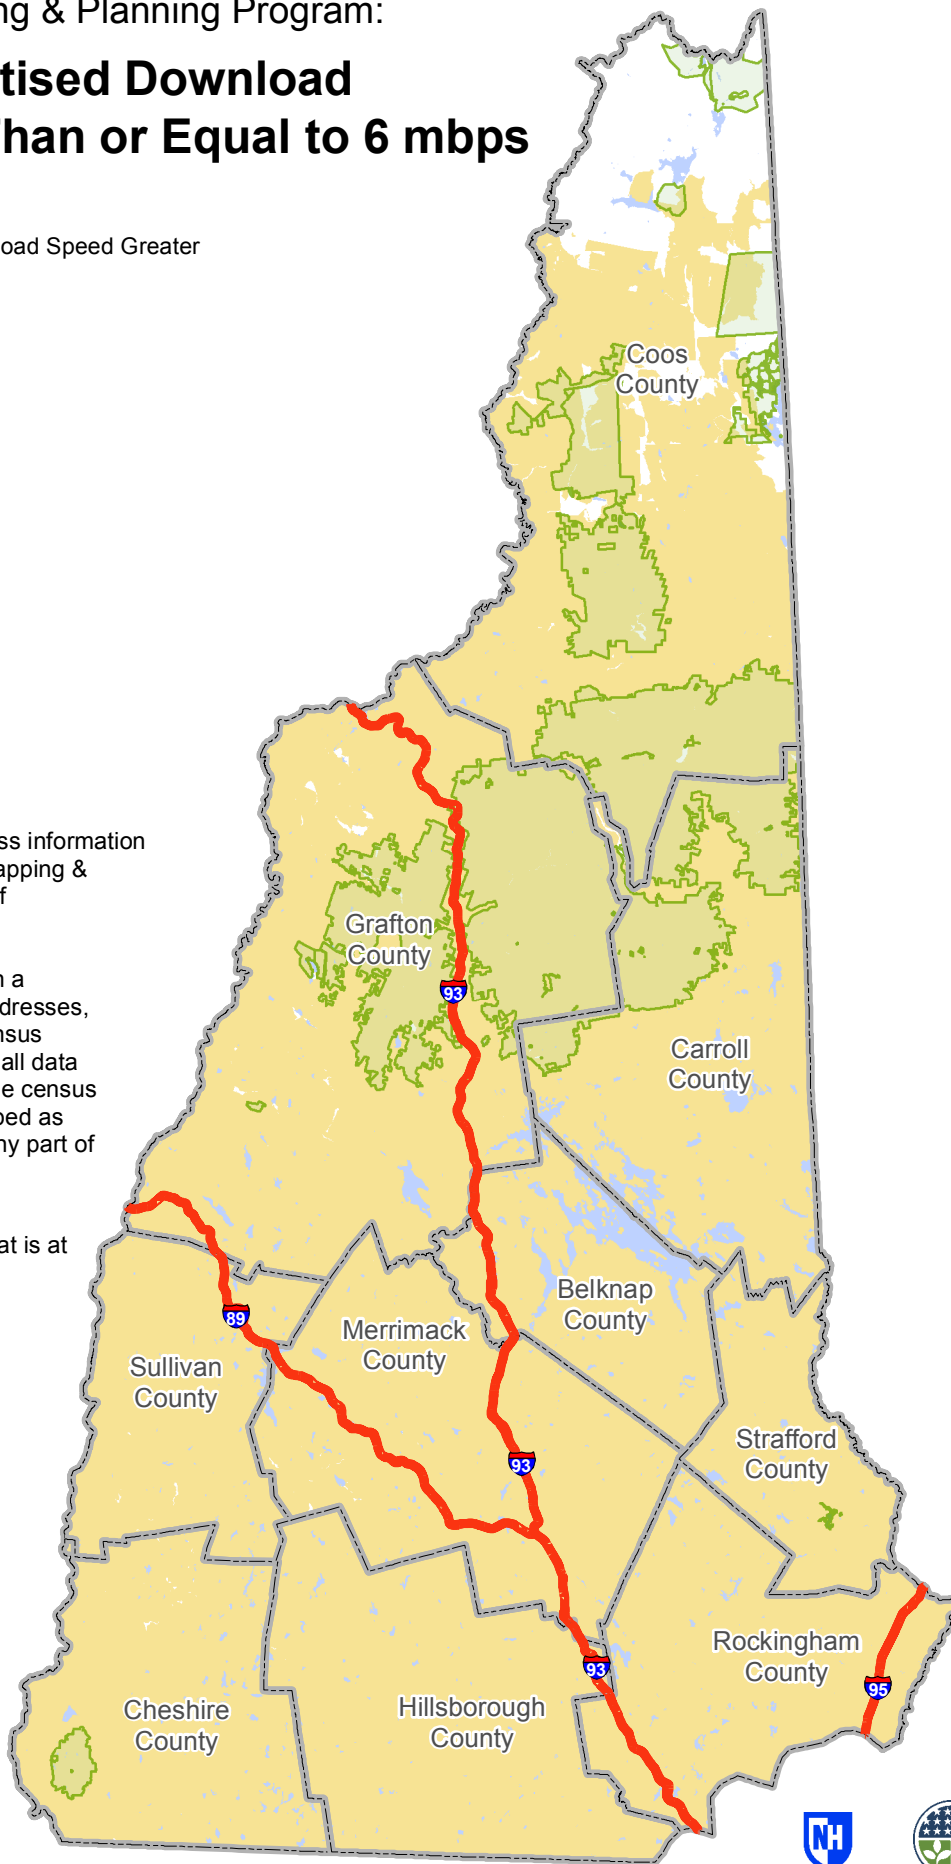 ng & Planning Program:
tised Download
Than or Equal to 6 mbps
oad Speed Greater
Coos
County
ss information
apping &
f
Grafton
County
n a
dresses,
93
nsus
all data
e census
ped as
ny part of
Carroll
County
at is at
Belknap
County
89
Merrimack
County
Sullivan
County
Strafford
County
93
Rockingham
County
93
95
Cheshire
County
Hillsborough
County
NH